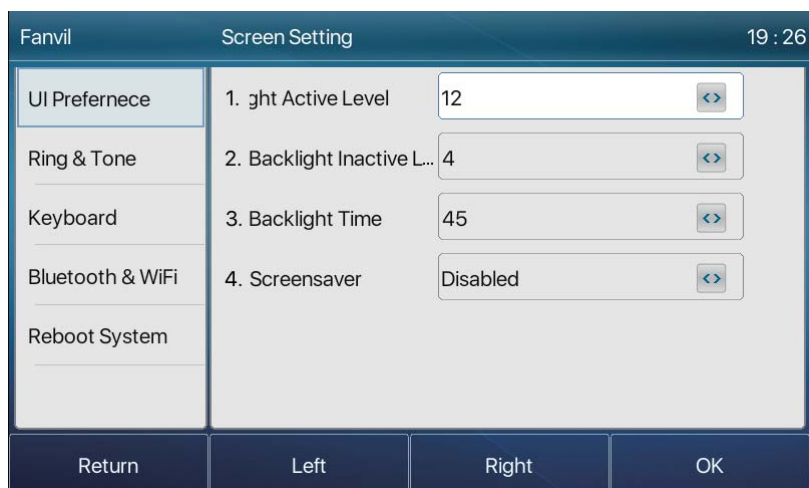 Fanvil Screen Setting 19 : 26
UI Prefernece
Ring & Tone
Keyboard
Bluetooth & WiFi
Reboot System
1. ght Active Level 12
2. Backlight Inactive L... 4
3. Backlight Time 45
4. Screensaver Disabled
Return Left Right OK